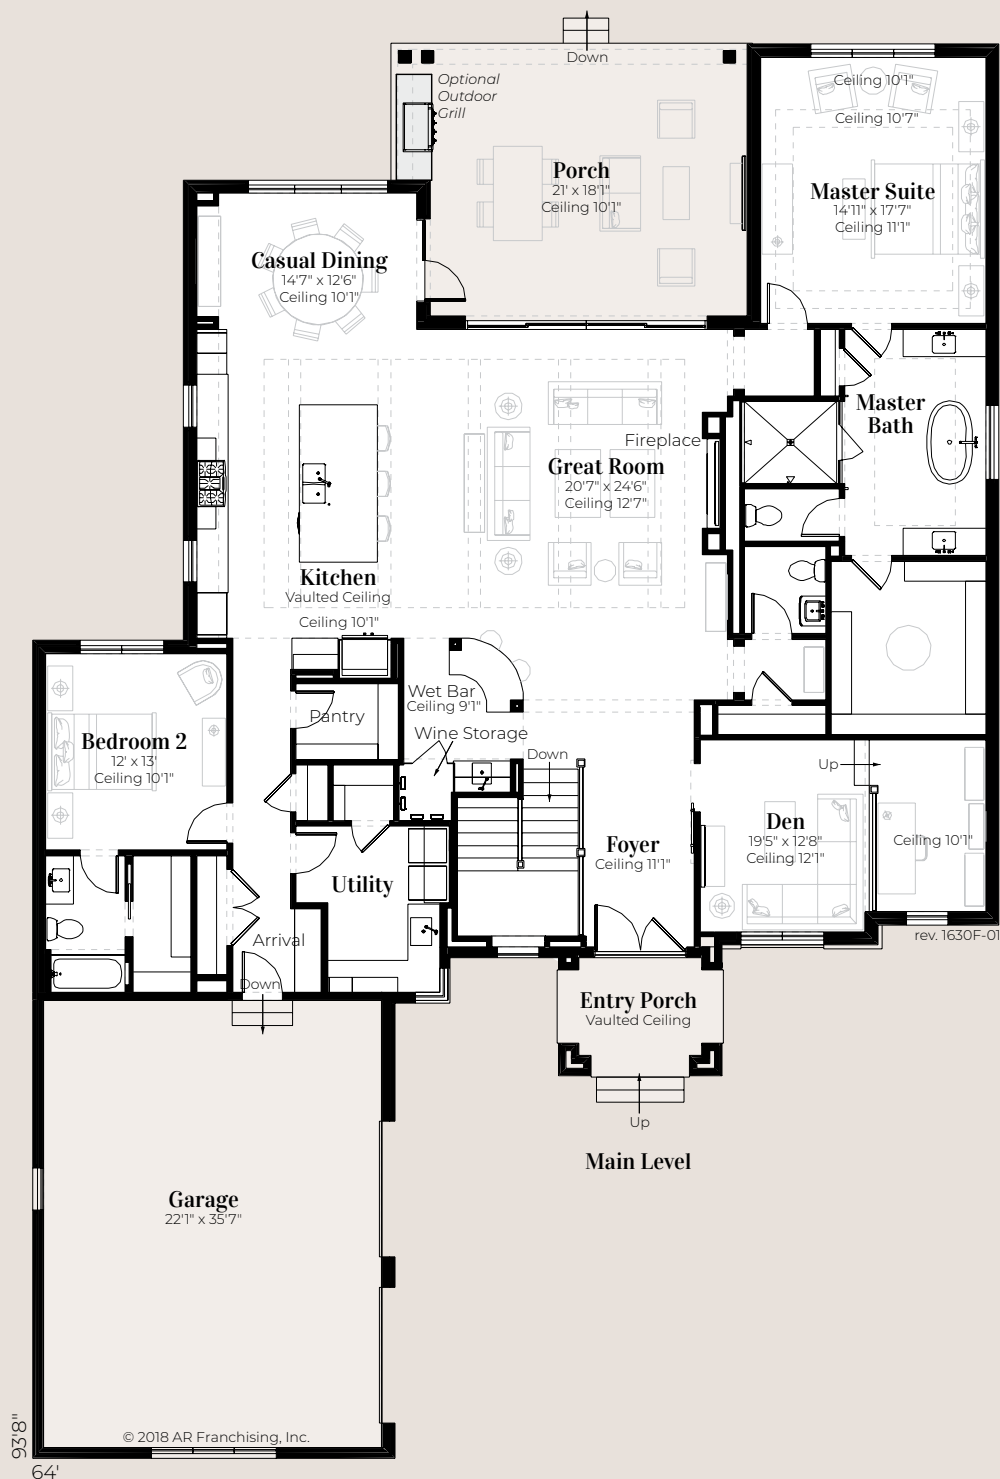 Down
Optional
Outdoor
Grill
Porch
21' x 18'1"
Ceiling 10'1"
Ceiling 10'1"
Ceiling 10'7"
Master Suite
14'11" x 17'7"
Ceiling 11'1"
Casual Dining
14'7" x 12'6"
Ceiling 10'1"
Master
Bath
Fireplace
Great Room
20'7" x 24'6"
Ceiling 12'7"
Kitchen
Vaulted Ceiling
Ceiling 10'1"
Wet Bar
Ceiling 9'1"
Pantry
Wine Storage
Bedroom 2
12' x 13'
Ceiling 10'1"
Down
Up
Den
19'5" x 12'8"
Ceiling 12'1"
Ceiling 10'1"
Foyer
Ceiling 11'1"
Utility
Arrival
rev. 1630F-01
Down
Entry Porch
Vaulted Ceiling
Up
Main Level
Garage
22'1" x 35'7"
© 2018 AR Franchising, Inc.
93'8"
64'